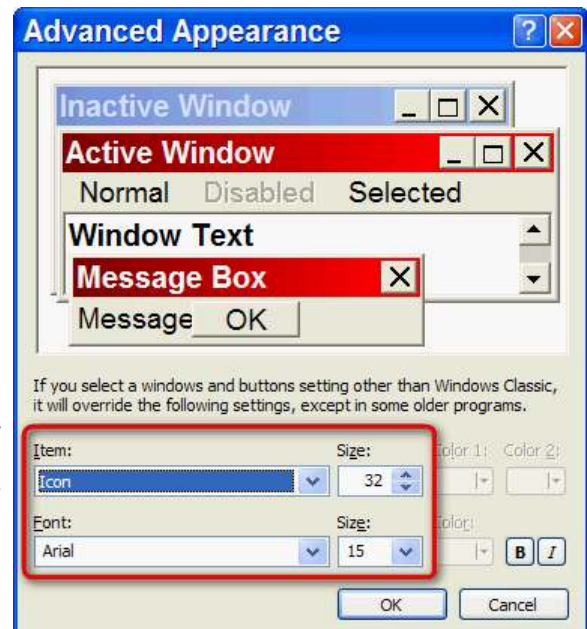 Advanced Appearance
Inactive Window
Active Window
Normal Disabled Selected
Window Text
Message Box
Message OK
If you select a windows and buttons setting other than Windows Classic,
it will override the following settings, except in some older programs.
Item: Size: Color 1: Color 2:
Icon 32
Font: Size: Color:
Arial 15 B I
OK Cancel